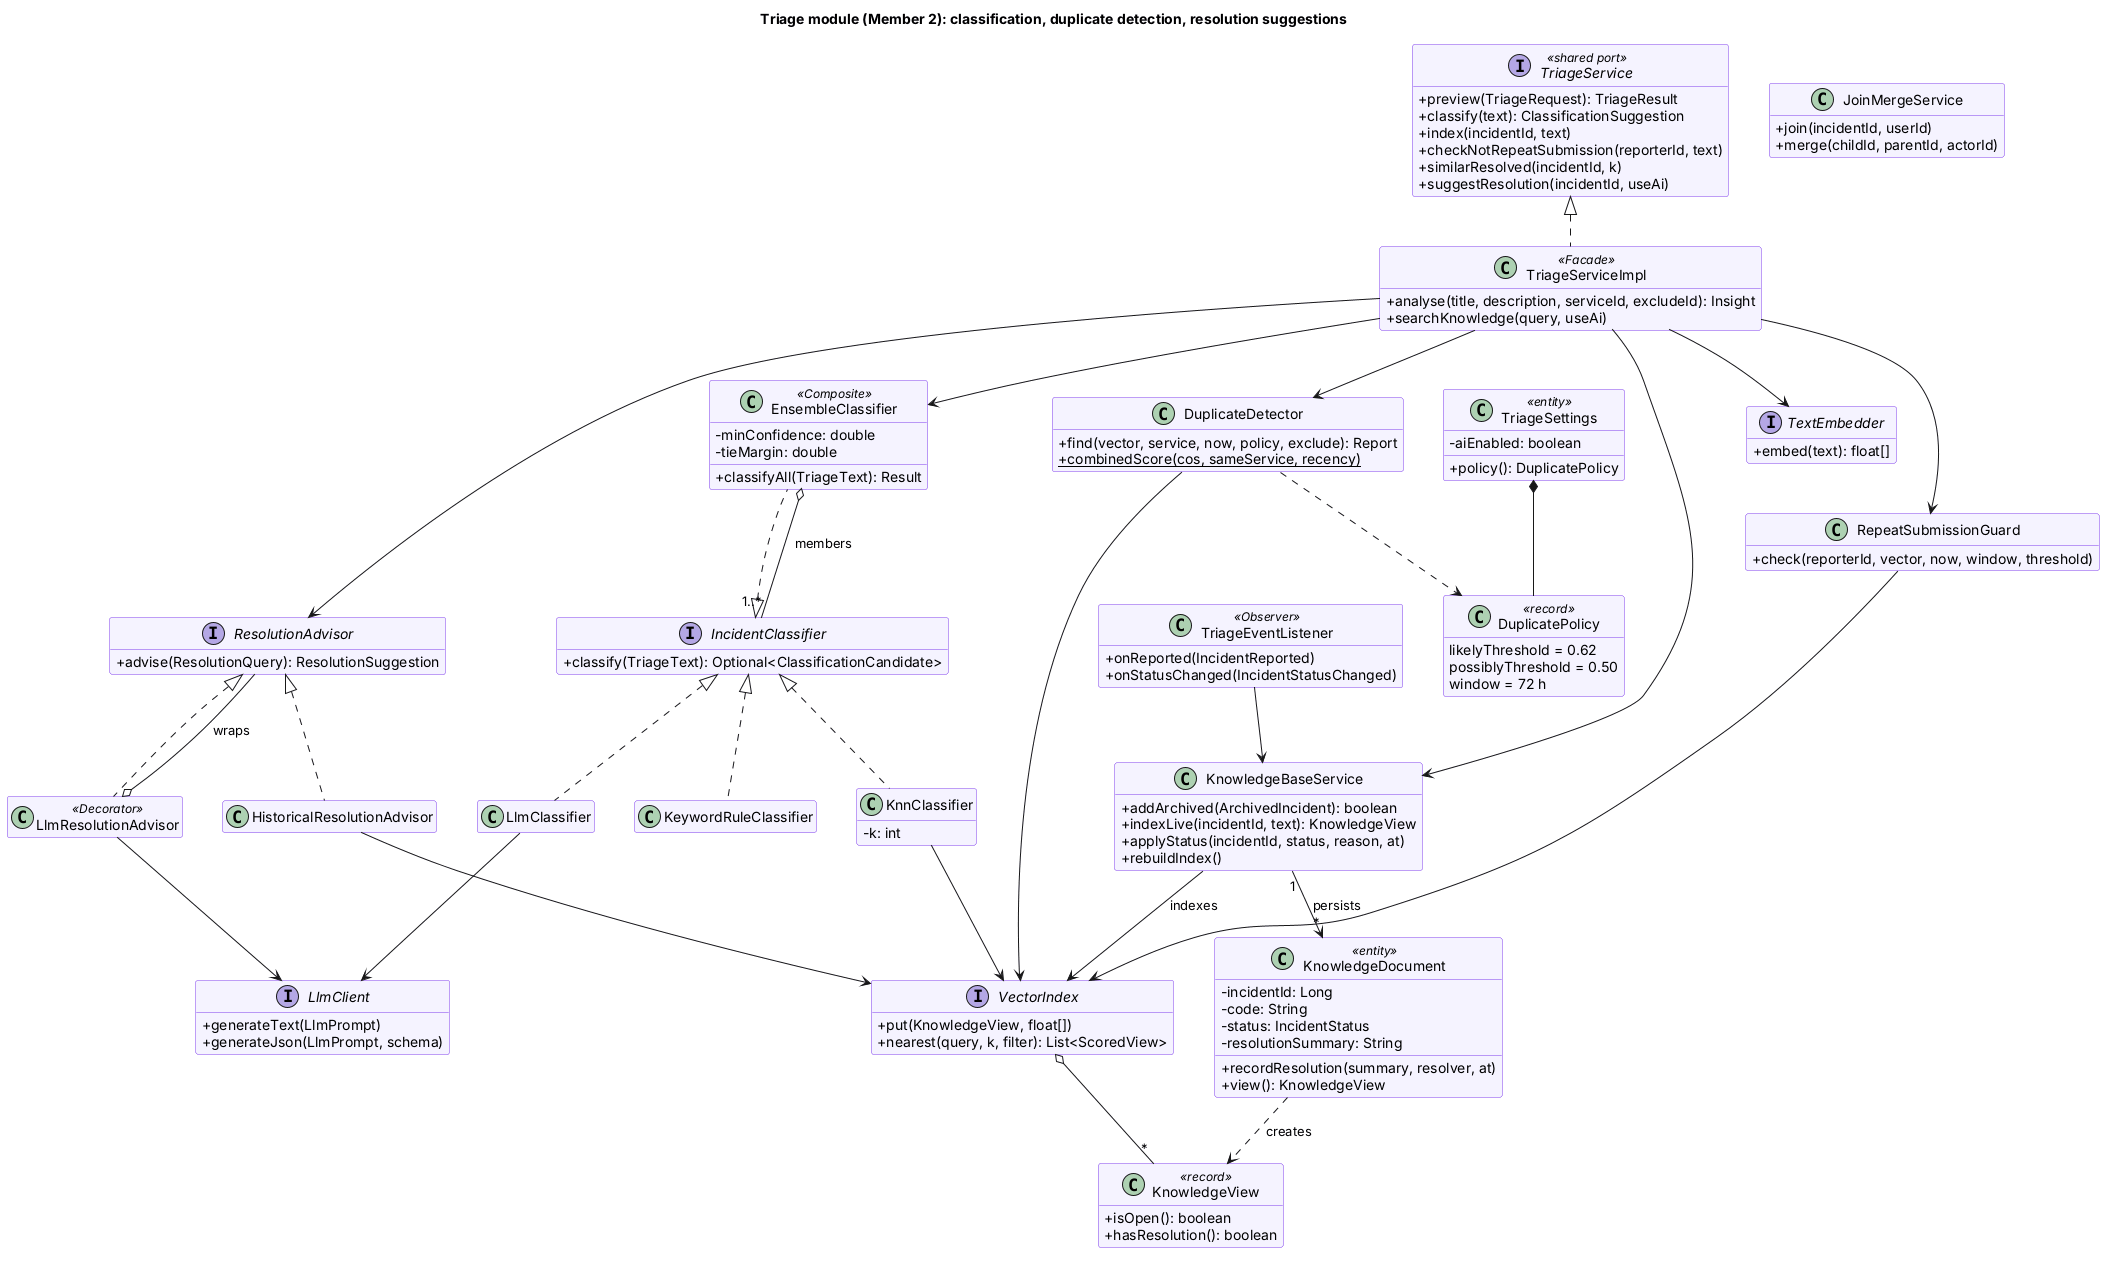 Triage module (Member 2): classification, duplicate detection, resolution suggestions
«shared port»
I TriageService
+preview(TriageRequest): TriageResult
+classify(text): ClassificationSuggestion
+index(incidentId, text)
+checkNotRepeatSubmission(reporterId, text)
+similarResolved(incidentId, k)
+suggestResolution(incidentId, useAi)
C JoinMergeService
+join(incidentId, userId)
+merge(childId, parentId, actorId)
«Facade»
C TriageServiceImpl
+analyse(title, description, serviceId, excludeId): Insight
+searchKnowledge(query, useAi)
«Composite»
C EnsembleClassifier
-minConfidence: double
-tieMargin: double
+classifyAll(TriageText): Result
C DuplicateDetector
+find(vector, service, now, policy, exclude): Report
+combinedScore(cos, sameService, recency)
«entity»
C TriageSettings
-aiEnabled: boolean
+policy(): DuplicatePolicy
I TextEmbedder
+embed(text): float[]
C RepeatSubmissionGuard
+check(reporterId, vector, now, window, threshold)
members
1..*
I ResolutionAdvisor
+advise(ResolutionQuery): ResolutionSuggestion
I IncidentClassifier
+classify(TriageText): Optional<ClassificationCandidate>
«Observer»
C TriageEventListener
+onReported(IncidentReported)
+onStatusChanged(IncidentStatusChanged)
«record»
C DuplicatePolicy
likelyThreshold = 0.62
possiblyThreshold = 0.50
window = 72 h
wraps
«Decorator»
C LlmResolutionAdvisor
C HistoricalResolutionAdvisor
C LlmClassifier
C KeywordRuleClassifier
C KnnClassifier
-k: int
C KnowledgeBaseService
+addArchived(ArchivedIncident): boolean
+indexLive(incidentId, text): KnowledgeView
+applyStatus(incidentId, status, reason, at)
+rebuildIndex()
indexes
1
persists
*
I LlmClient
+generateText(LlmPrompt)
+generateJson(LlmPrompt, schema)
I VectorIndex
+put(KnowledgeView, float[])
+nearest(query, k, filter): List<ScoredView>
«entity»
C KnowledgeDocument
-incidentId: Long
-code: String
-status: IncidentStatus
-resolutionSummary: String
+recordResolution(summary, resolver, at)
+view(): KnowledgeView
creates
*
«record»
C KnowledgeView
+isOpen(): boolean
+hasResolution(): boolean